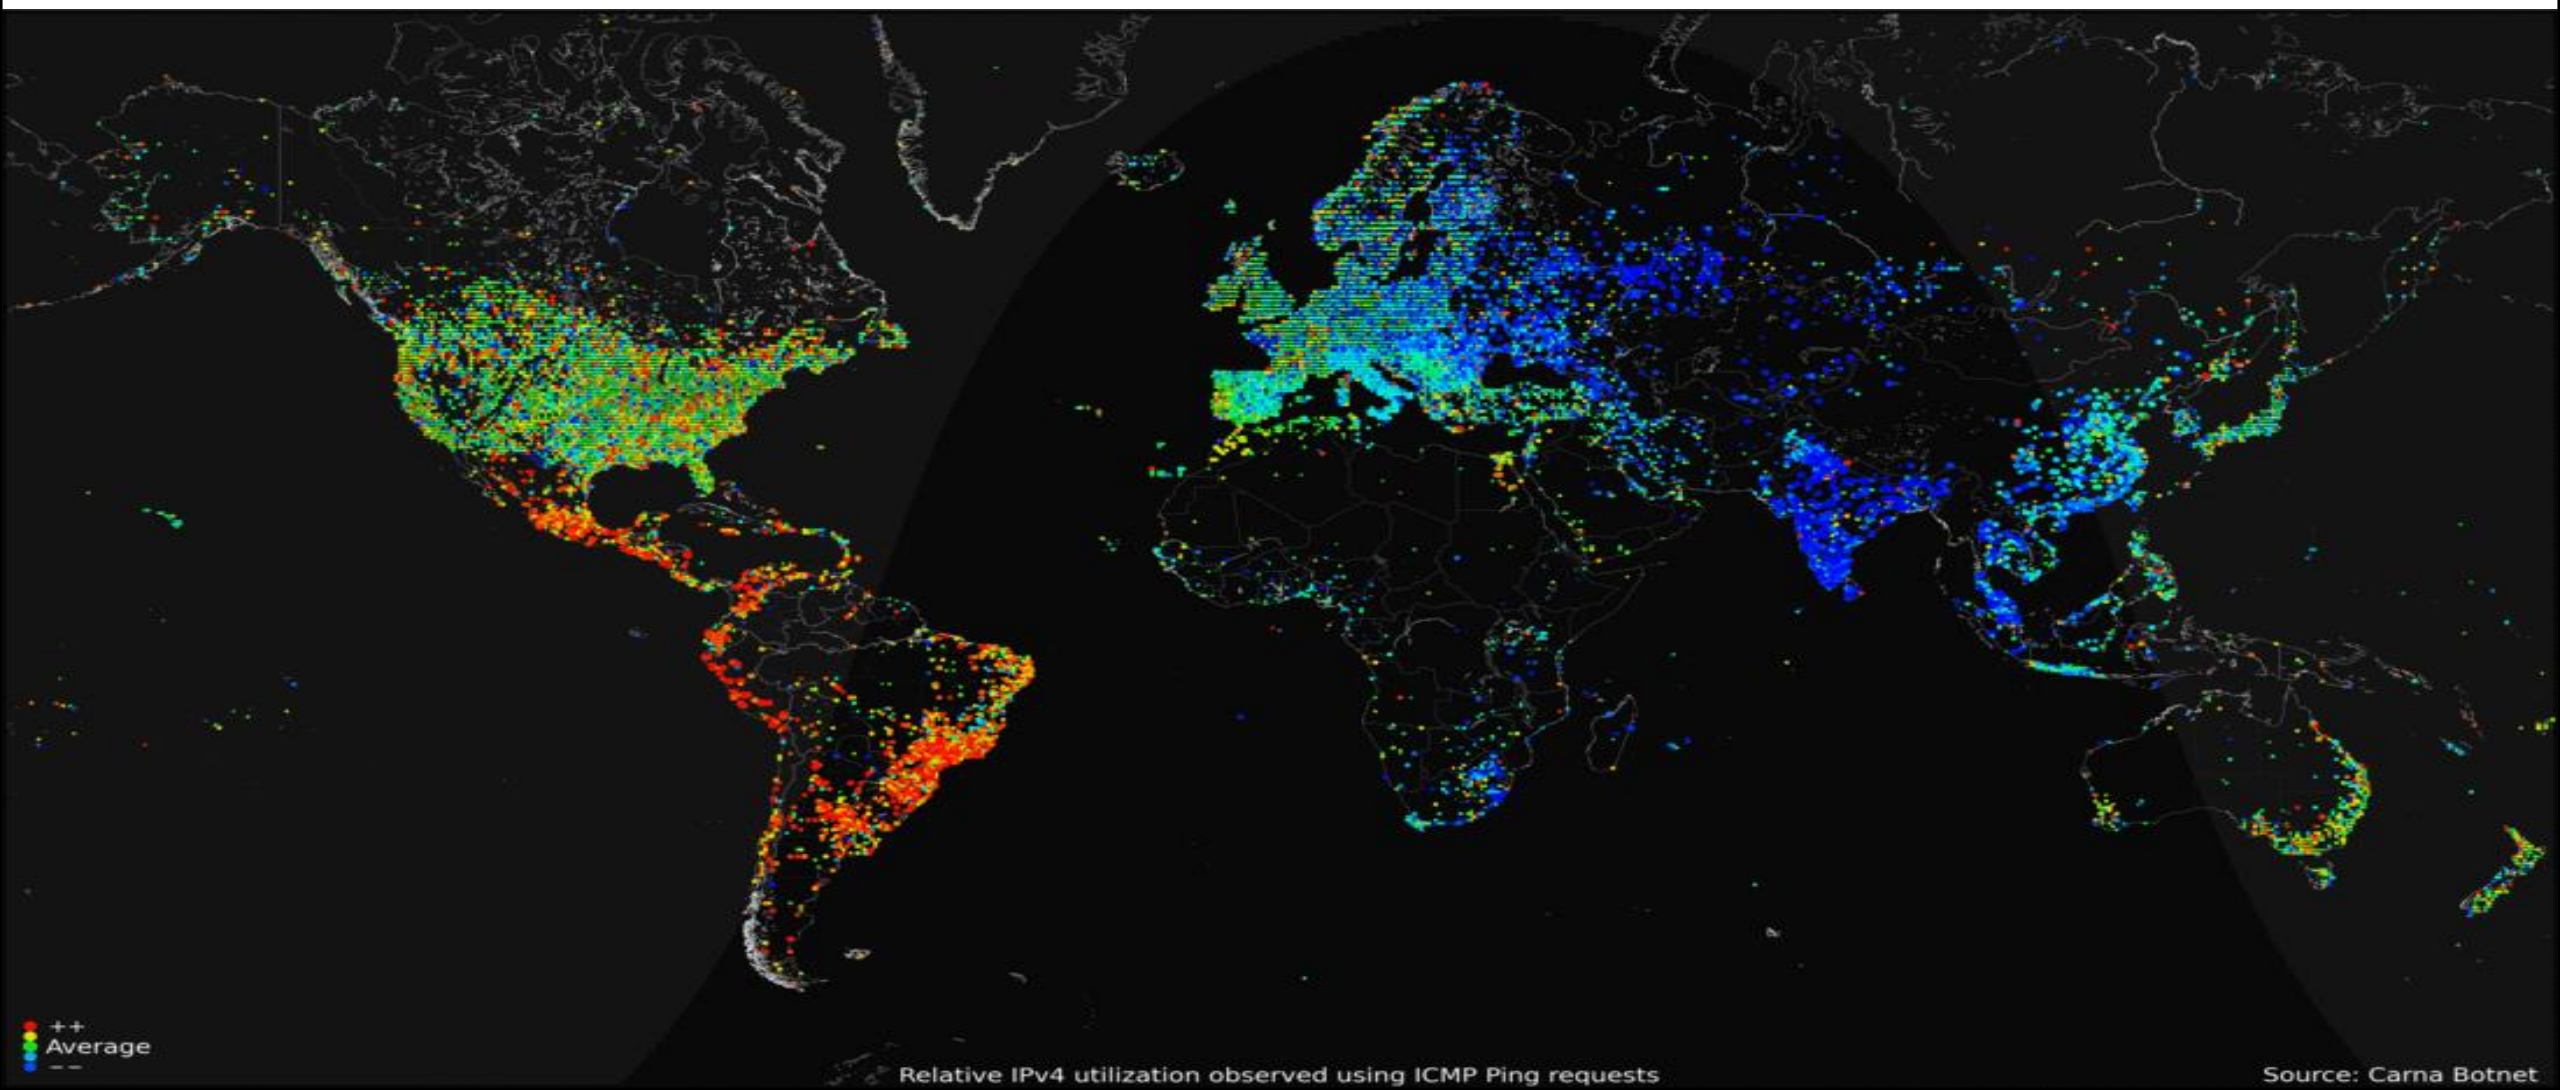 ++
Average
--
Relative IPv4 utilization observed using ICMP Ping requests
Source: Carna Botnet